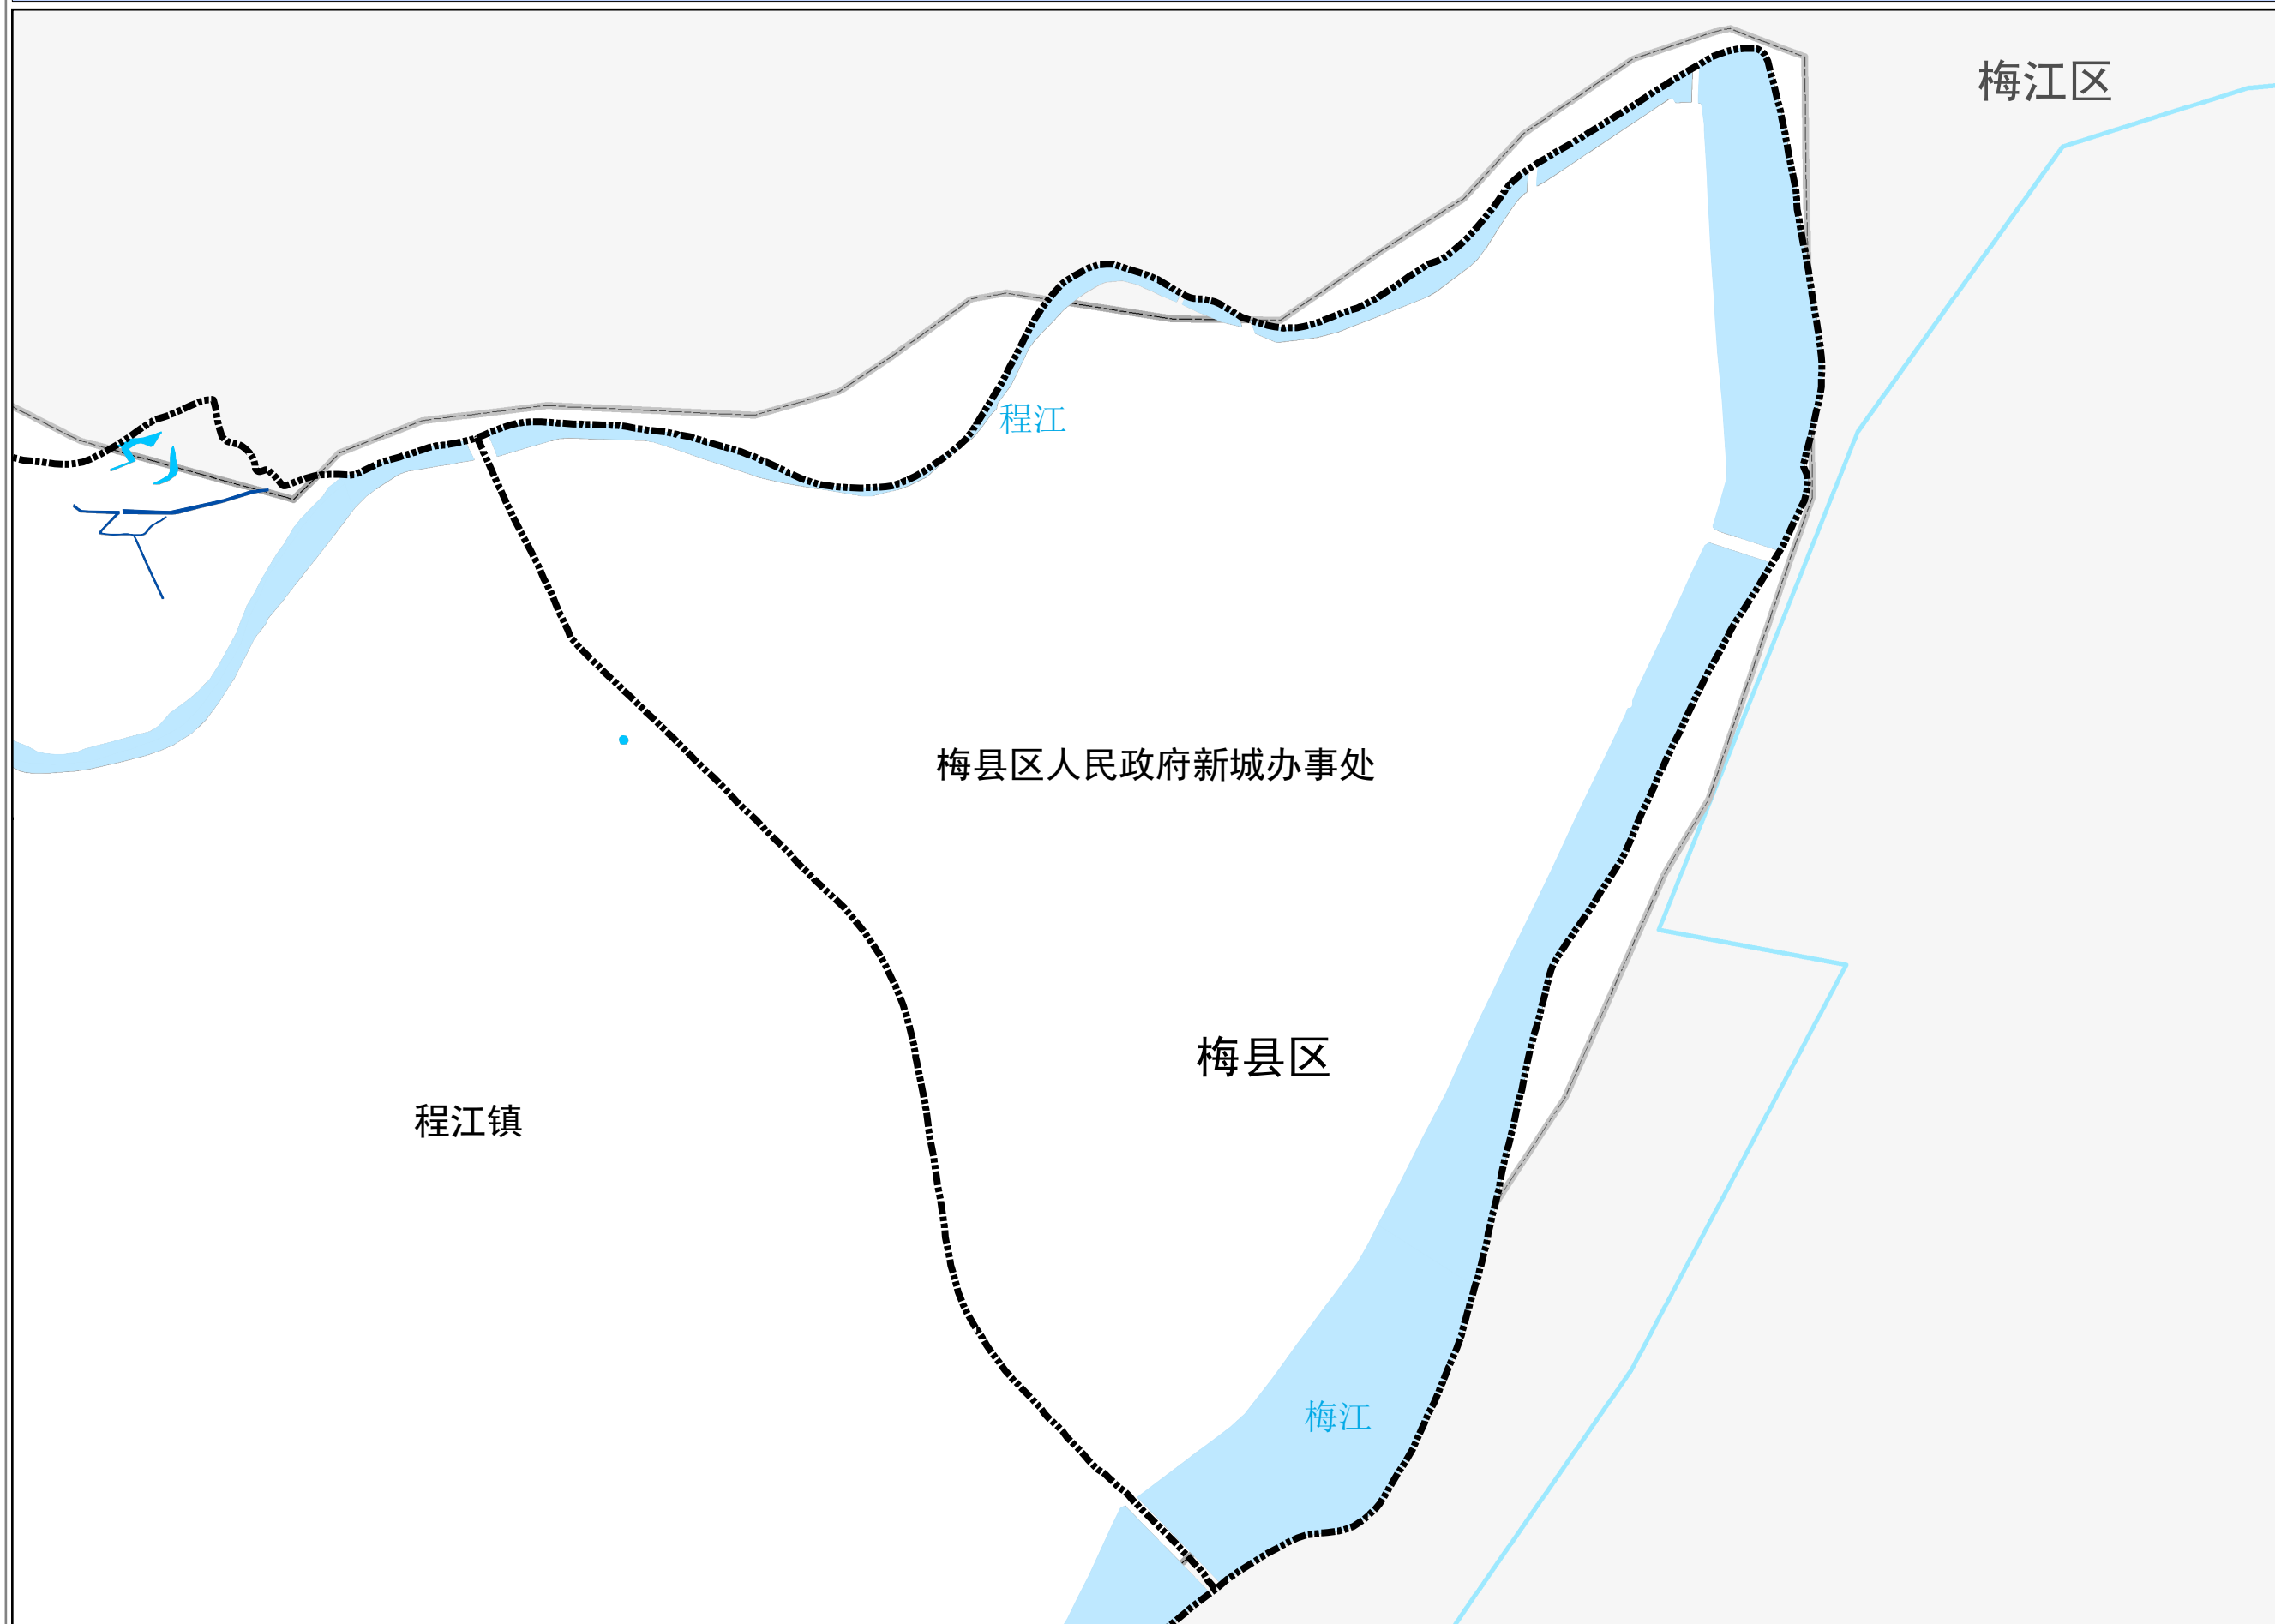 梅江区
程江
梅县区人民政府新城办事处
梅县区
程江镇
梅江